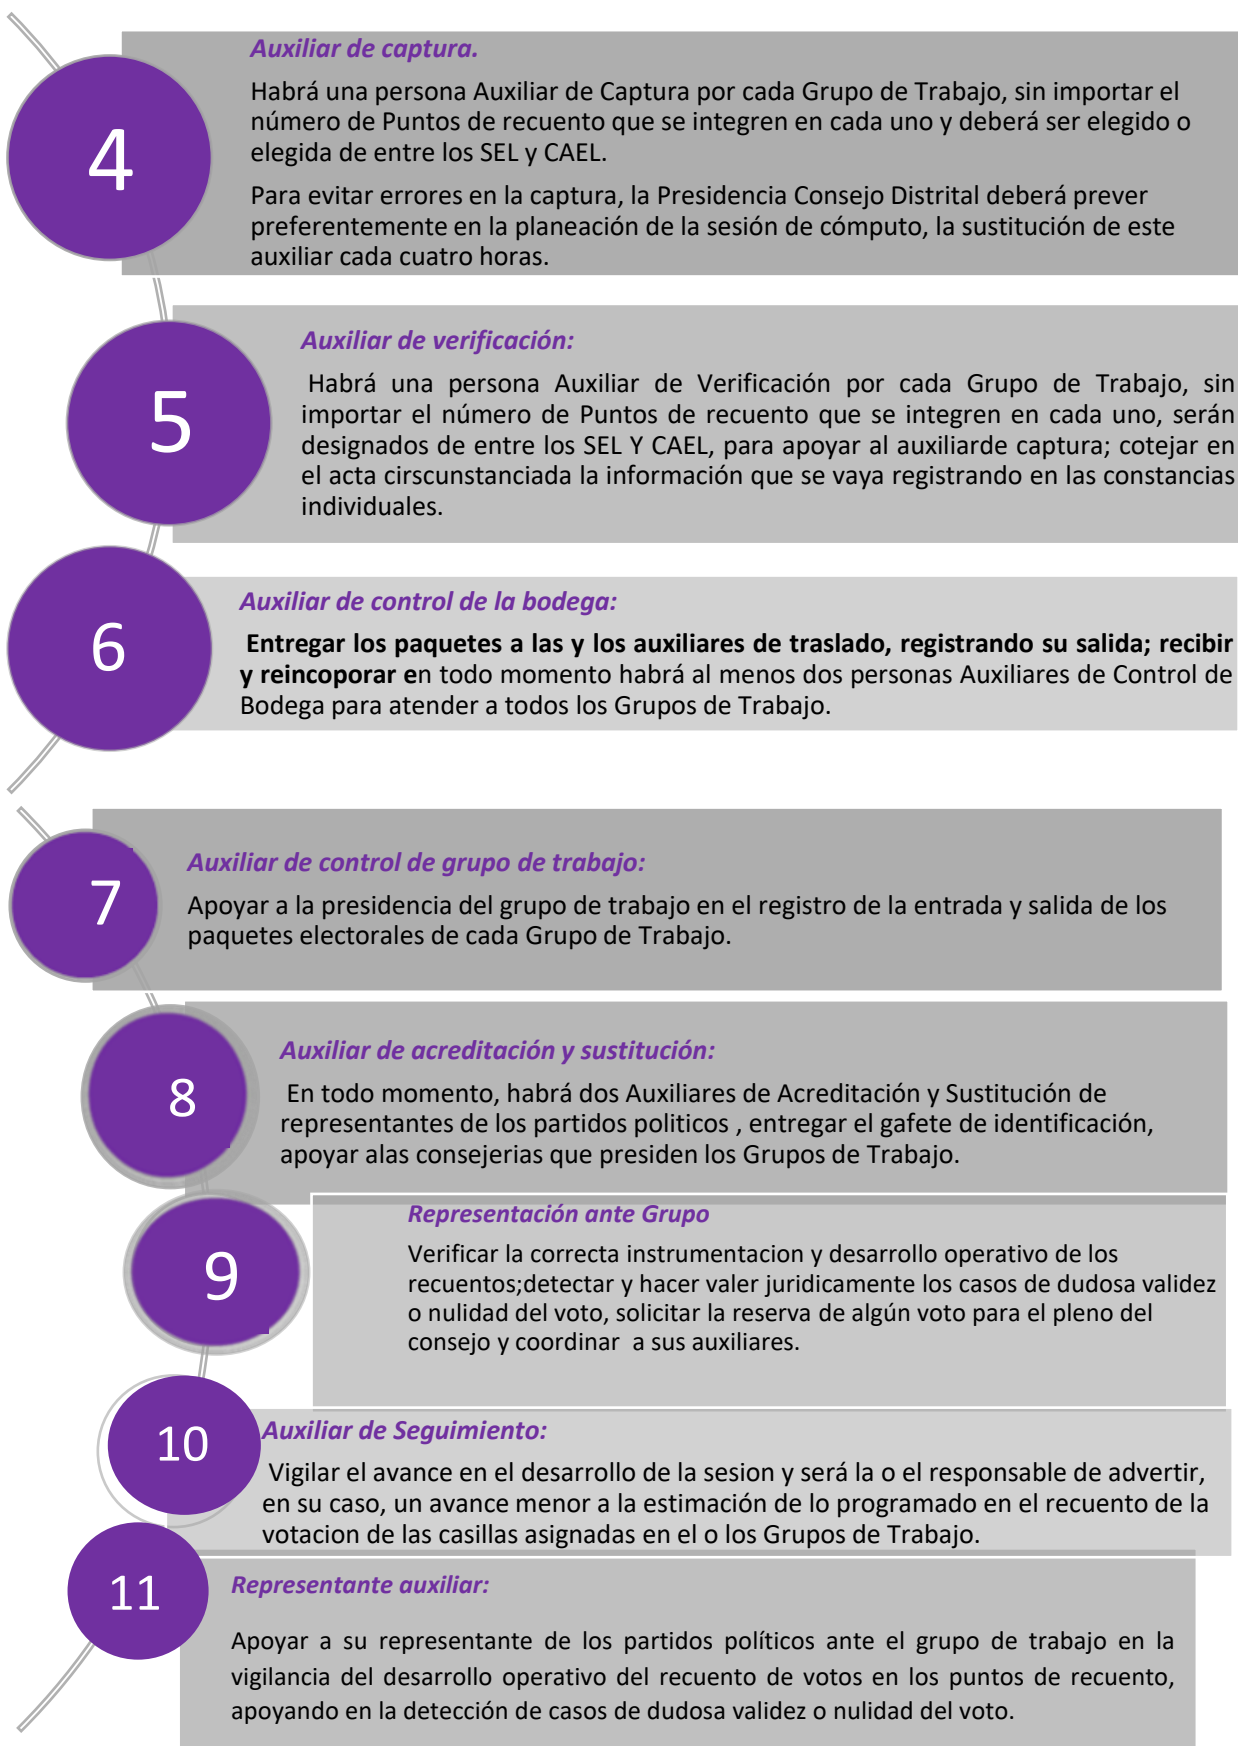 4
Auxiliar de captura.
Habrá una persona Auxiliar de Captura por cada Grupo de Trabajo, sin importar el
número de Puntos de recuento que se integren en cada uno y deberá ser elegido o
elegida de entre los SEL y CAEL.
Para evitar errores en la captura, la Presidencia Consejo Distrital deberá prever
preferentemente en la planeación de la sesión de cómputo, la sustitución de este
auxiliar cada cuatro horas.
5
Auxiliar de verificación:
Habrá una persona Auxiliar de Verificación por cada Grupo de Trabajo, sin
importar el número de Puntos de recuento que se integren en cada uno, serán
designados de entre los SEL Y CAEL, para apoyar al auxiliarde captura; cotejar en
el acta cirscunstanciada la información que se vaya registrando en las constancias
individuales.
6
Auxiliar de control de la bodega:
Entregar los paquetes a las y los auxiliares de traslado, registrando su salida; recibir
y reincoporar en todo momento habrá al menos dos personas Auxiliares de Control de
Bodega para atender a todos los Grupos de Trabajo.
7
Auxiliar de control de grupo de trabajo:
Apoyar a la presidencia del grupo de trabajo en el registro de la entrada y salida de los
paquetes electorales de cada Grupo de Trabajo.
8
Auxiliar de acreditación y sustitución:
En todo momento, habrá dos Auxiliares de Acreditación y Sustitución de
representantes de los partidos politicos , entregar el gafete de identificación,
apoyar alas consejerias que presiden los Grupos de Trabajo.
9
Representación ante Grupo
Verificar la correcta instrumentacion y desarrollo operativo de los
recuentos;detectar y hacer valer juridicamente los casos de dudosa validez
o nulidad del voto, solicitar la reserva de algún voto para el pleno del
consejo y coordinar  a sus auxiliares.
10
Auxiliar de Seguimiento:
Vigilar el avance en el desarrollo de la sesion y será la o el responsable de advertir,
en su caso, un avance menor a la estimación de lo programado en el recuento de la
votacion de las casillas asignadas en el o los Grupos de Trabajo.
11
Representante auxiliar:
Apoyar a su representante de los partidos políticos ante el grupo de trabajo en la
vigilancia del desarrollo operativo del recuento de votos en los puntos de recuento,
apoyando en la detección de casos de dudosa validez o nulidad del voto.